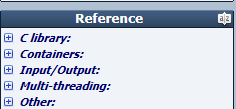 Reference
C library:
Containers:
Input/Output:
Multi-threading:
Other: